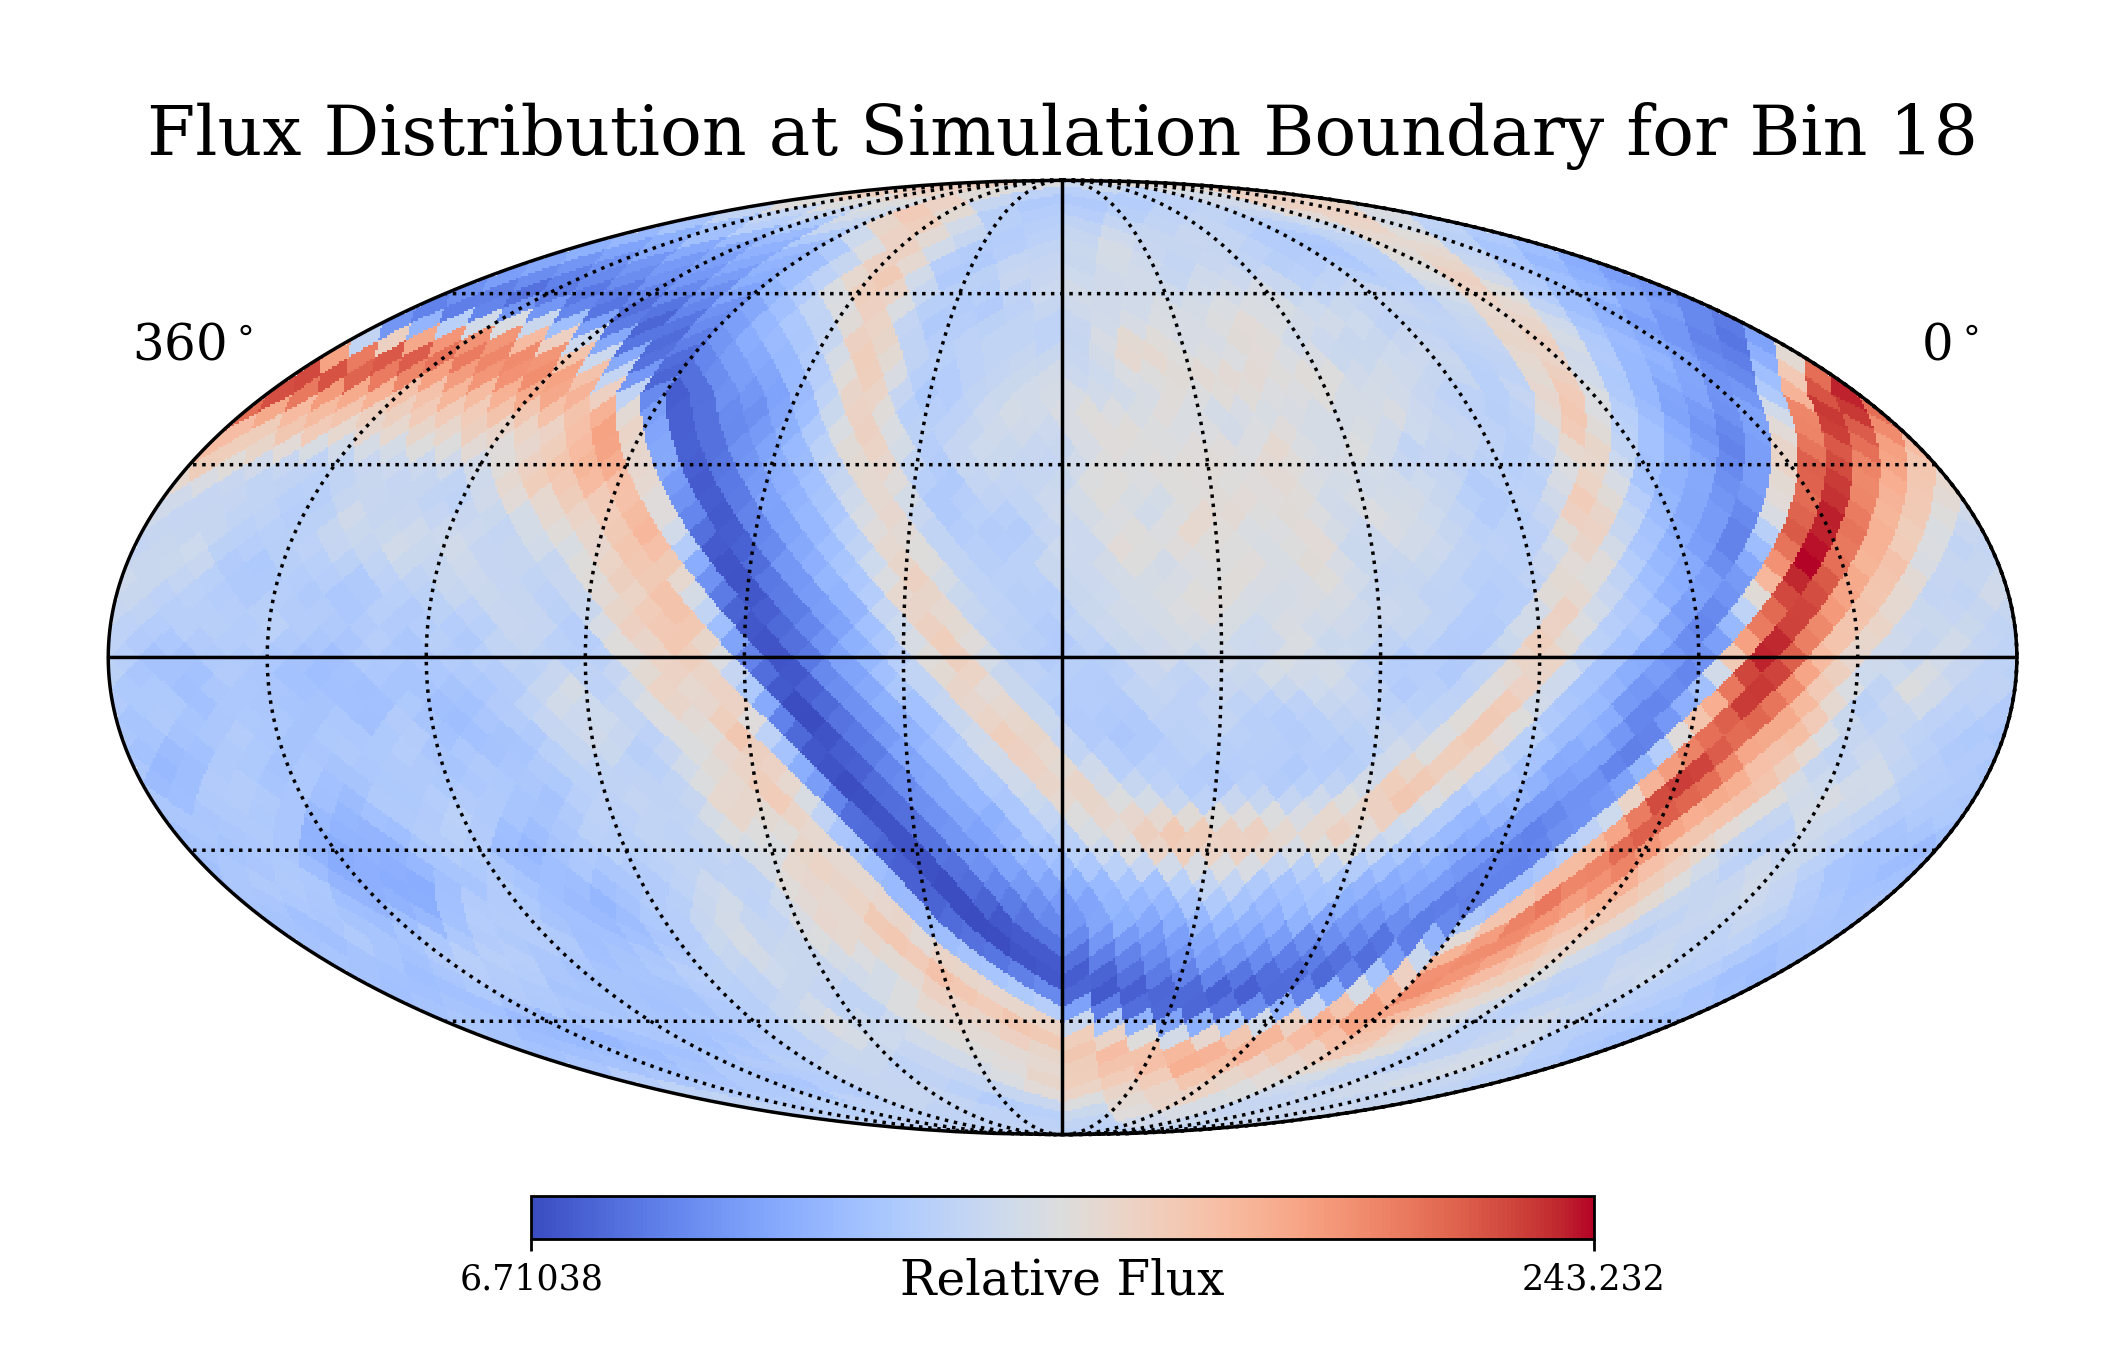 Flux Distribution at Simulation Boundary for Bin 18
360°
0°
6.71038
Relative Flux
243.232